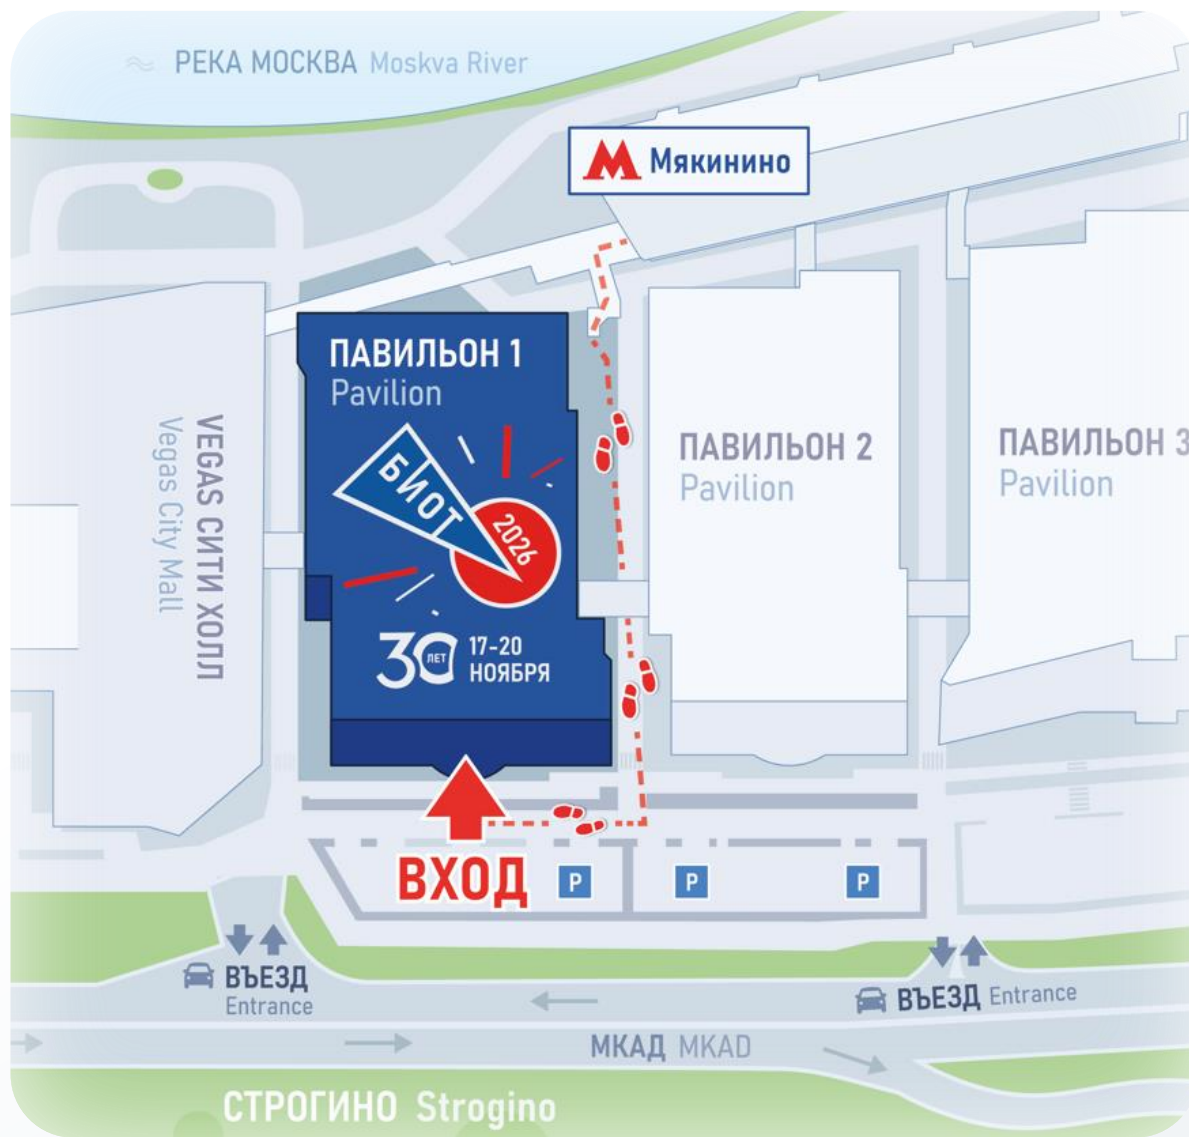 РЕКА МОСКВА Moskva River
М Мякинино
ПАВИЛЬОН 1
Pavilion
БИОТ
2026
30 ЛЕТ
17-20
НОЯБРЯ
ПАВИЛЬОН 2
Pavilion
ПАВИЛЬОН 3
Pavilion
VEGAS СИТИ ХОЛЛ
Vegas City Mall
ВХОД
P
P
P
ВЪЕЗД
Entrance
ВЪЕЗД Entrance
МКАД MKAD
СТРОГИНО Strogino